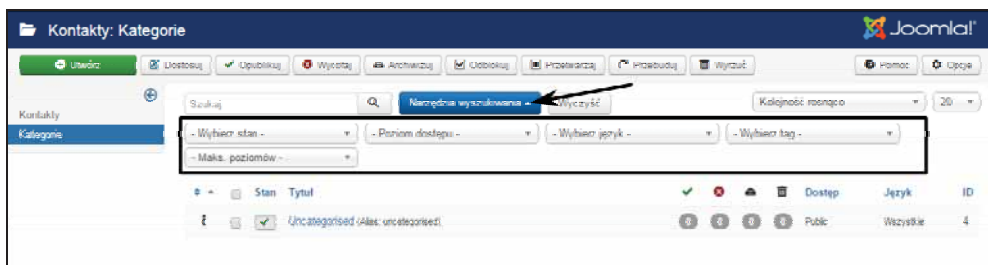 Kontakty: Kategorie
Joomla!
Utwórz Dostosuj Opublikuj Wycofaj Archiwizuj Odblokuj Przetwarzaj Przebuduj Wyrzuć Pomoc Opcje
Szukaj Narzędzia wyszukiwania Wyczyść Kolejność rosnąco 20
Kontakty
Kategorie
- Wybierz stan - - Poziom dostępu - - Wybierz język - - Wybierz tag -
- Maks. poziomów -
Stan Tytuł Dostęp Język ID
Uncategorised (Alias: uncategorised) 0 0 0 0 Public Wszystkie 4